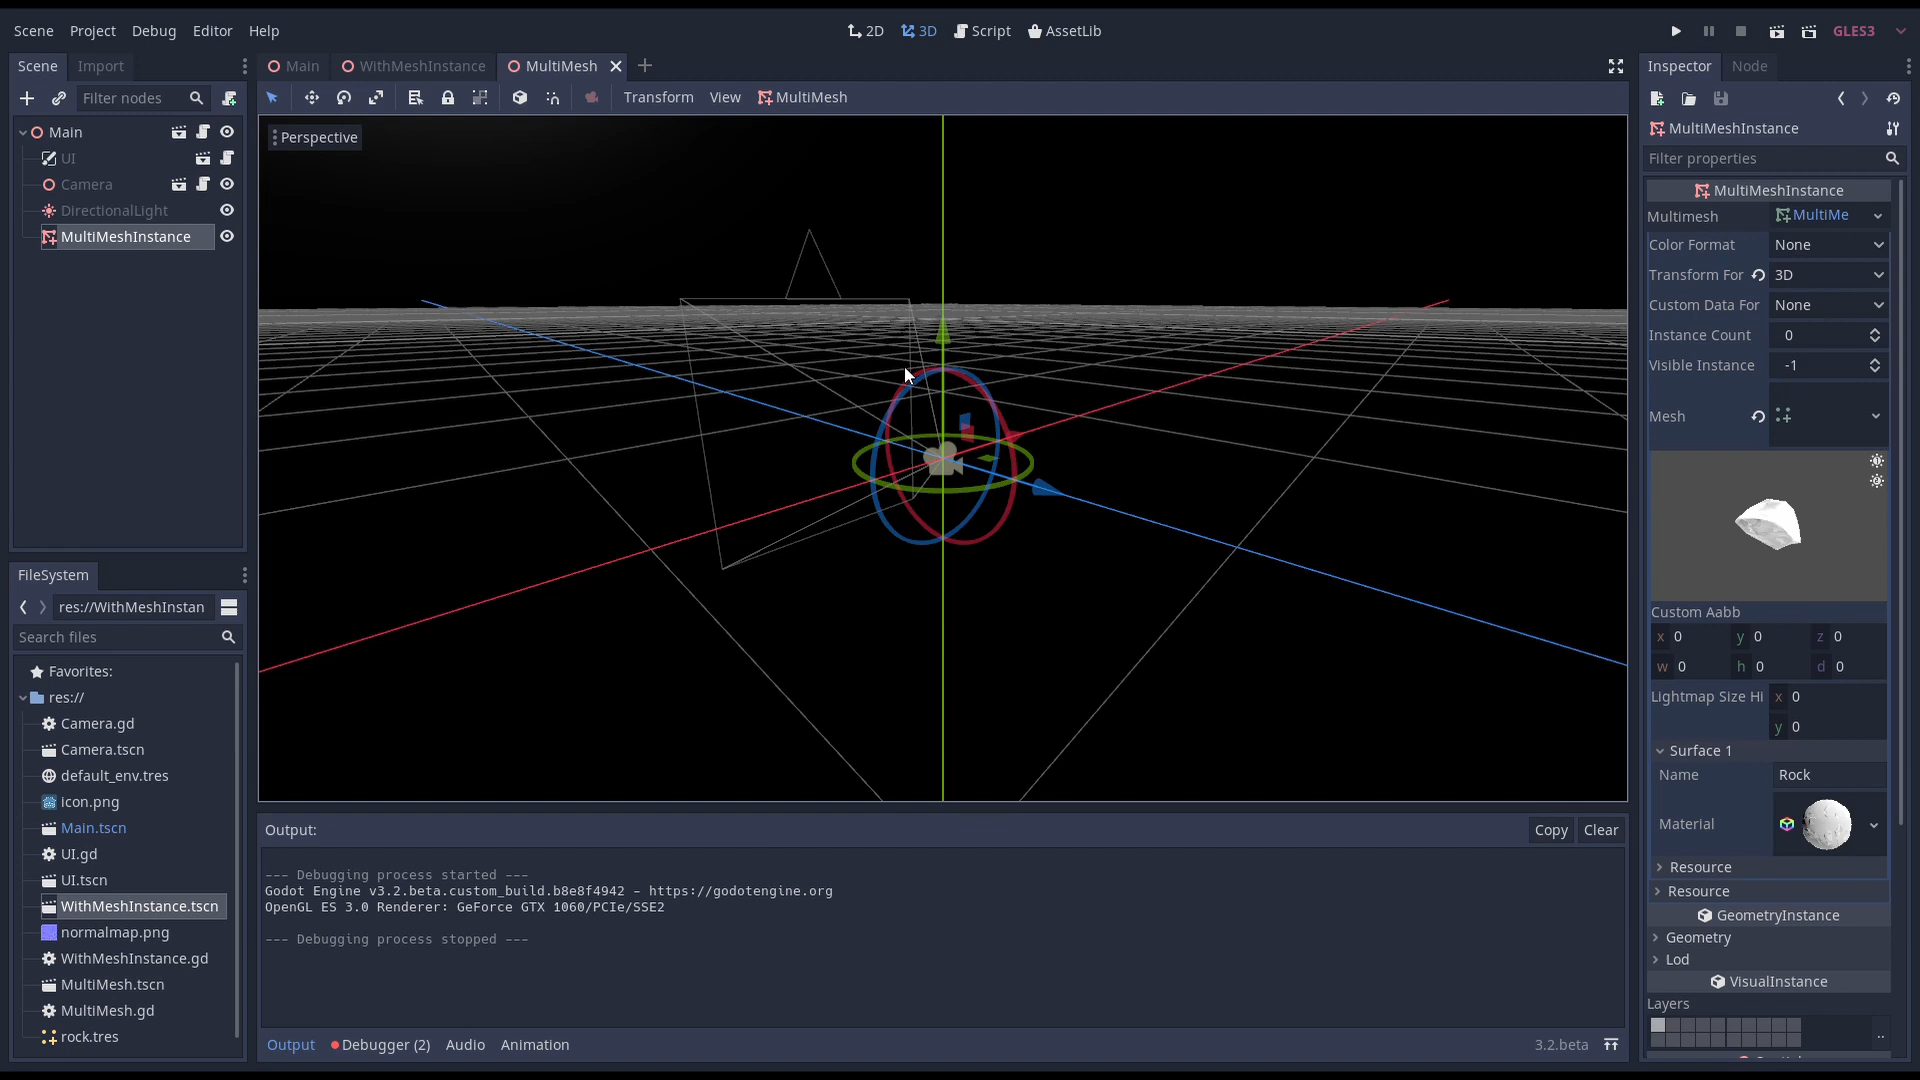 Scene Project Debug Editor Help
2D 3D Script AssetLib
GLES3
Scene Import
Main WithMeshInstance MultiMesh
Inspector Node
Filter nodes
Transform View MultiMesh
Main
UI
Camera
DirectionalLight
MultiMeshInstance
Perspective
FileSystem
res://WithMeshInstan
Search files
Favorites:
res://
Camera.gd
Camera.tscn
default_env.tres
icon.png
Main.tscn
UI.gd
UI.tscn
WithMeshInstance.tscn
normalmap.png
WithMeshInstance.gd
MultiMesh.tscn
MultiMesh.gd
rock.tres
Output:
Copy Clear
--- Debugging process started ---
Godot Engine v3.2.beta.custom_build.b8e8f4942 - https://godotengine.org
OpenGL ES 3.0 Renderer: GeForce GTX 1060/PCIe/SSE2
--- Debugging process stopped ---
Output Debugger (2) Audio Animation
3.2.beta
MultiMeshInstance
Filter properties
MultiMeshInstance
Multimesh MultiMe
Color Format None
Transform For 3D
Custom Data For None
Instance Count 0
Visible Instance -1
Mesh
Custom Aabb
x 0 y 0 z 0
w 0 h 0 d 0
Lightmap Size Hi x 0
y 0
Surface 1
Name Rock
Material
Resource
Resource
GeometryInstance
Geometry
Lod
VisualInstance
Layers
..